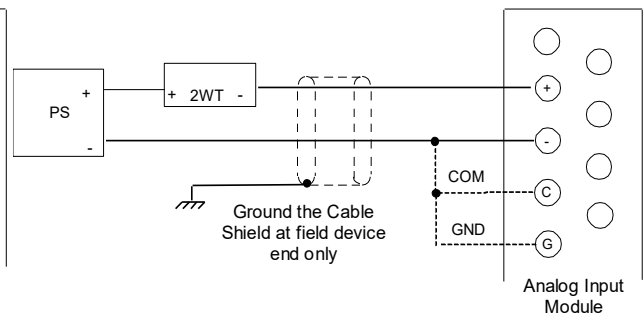 PS
+
-
+ 2WT -
+
-
COM
C
GND
G
Ground the Cable
Shield at field device
end only
Analog Input
Module